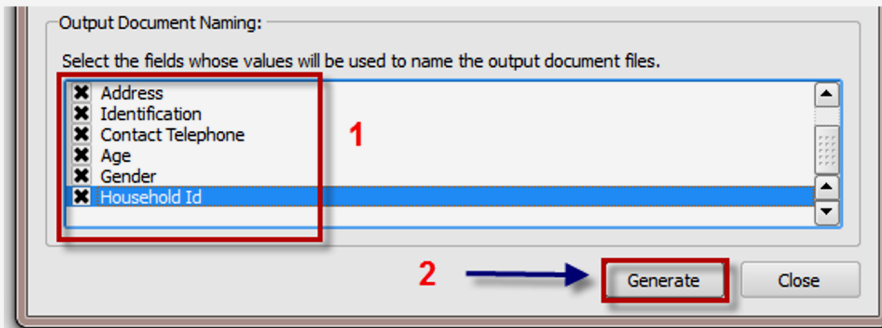 Output Document Naming:
Select the fields whose values will be used to name the output document files.
Address
Identification
Contact Telephone
Age
Gender
Household Id
1
2
Generate
Close